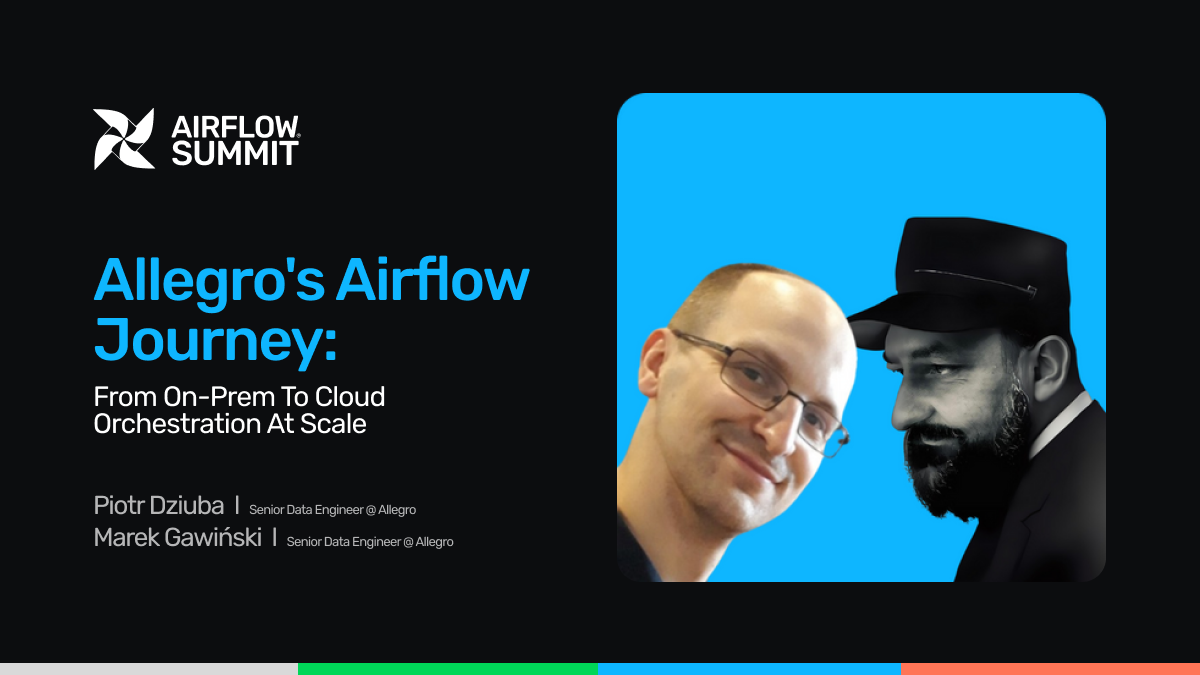 AIRFLOW
SUMMIT
Allegro's Airflow
Journey:
From On-Prem To Cloud
Orchestration At Scale
Piotr Dziuba | Senior Data Engineer @ Allegro
Marek Gawiński | Senior Data Engineer @ Allegro